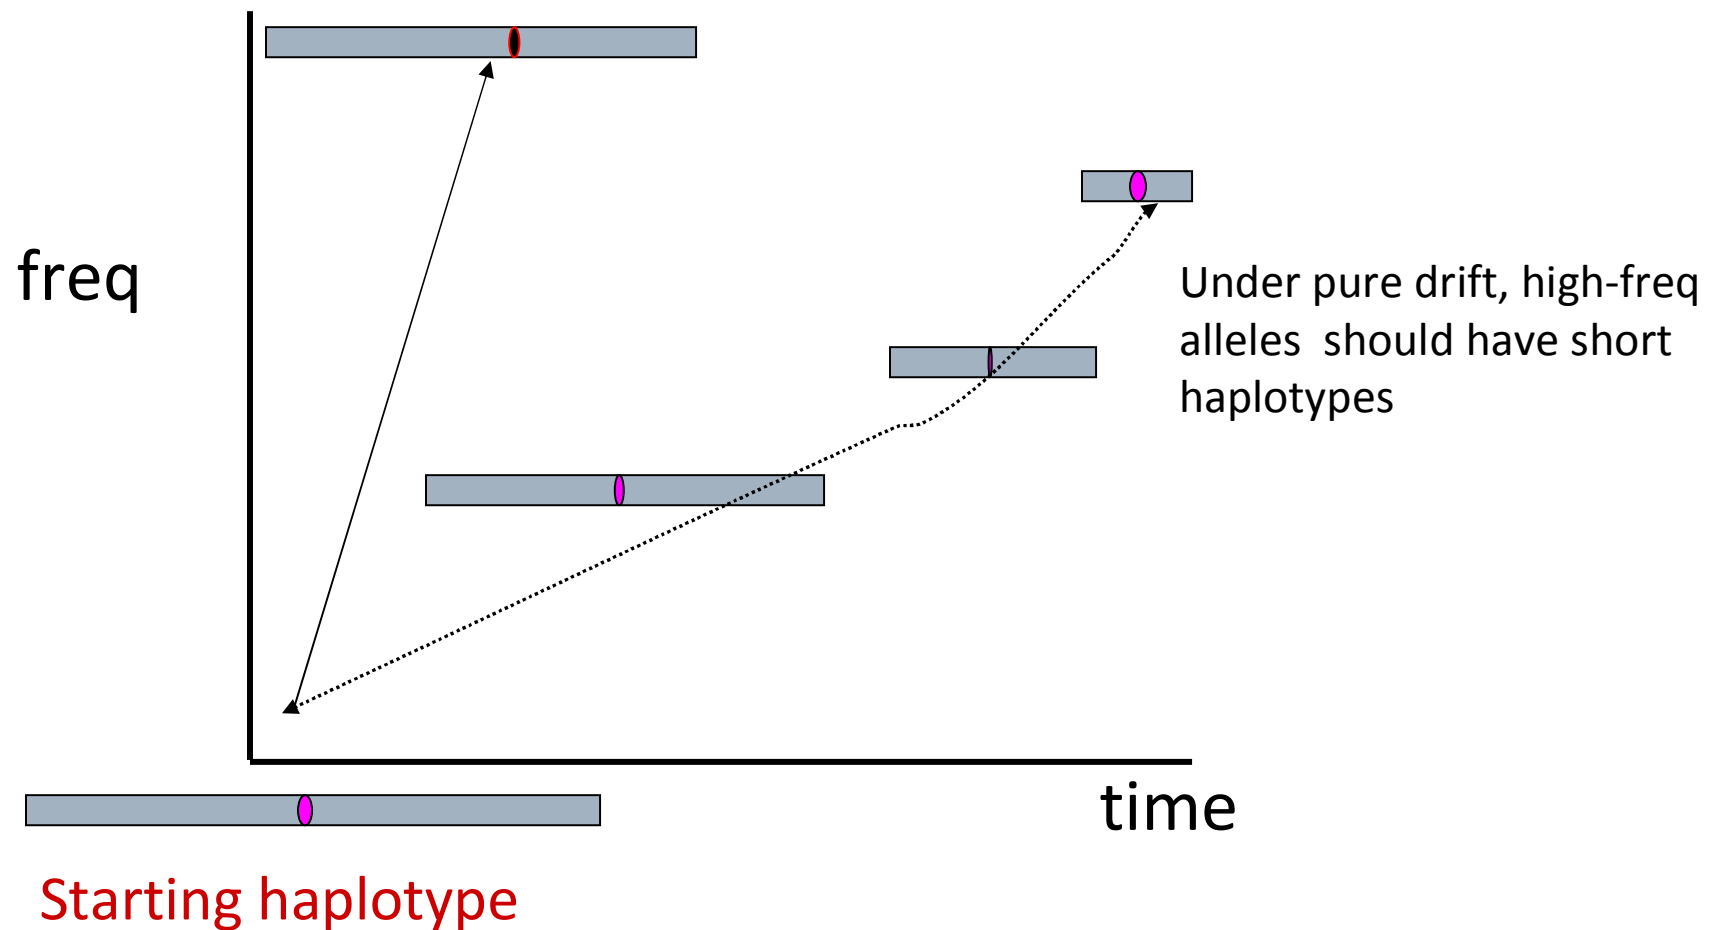 freq
Under pure drift, high-freq
alleles  should have short
haplotypes
time
Starting haplotype